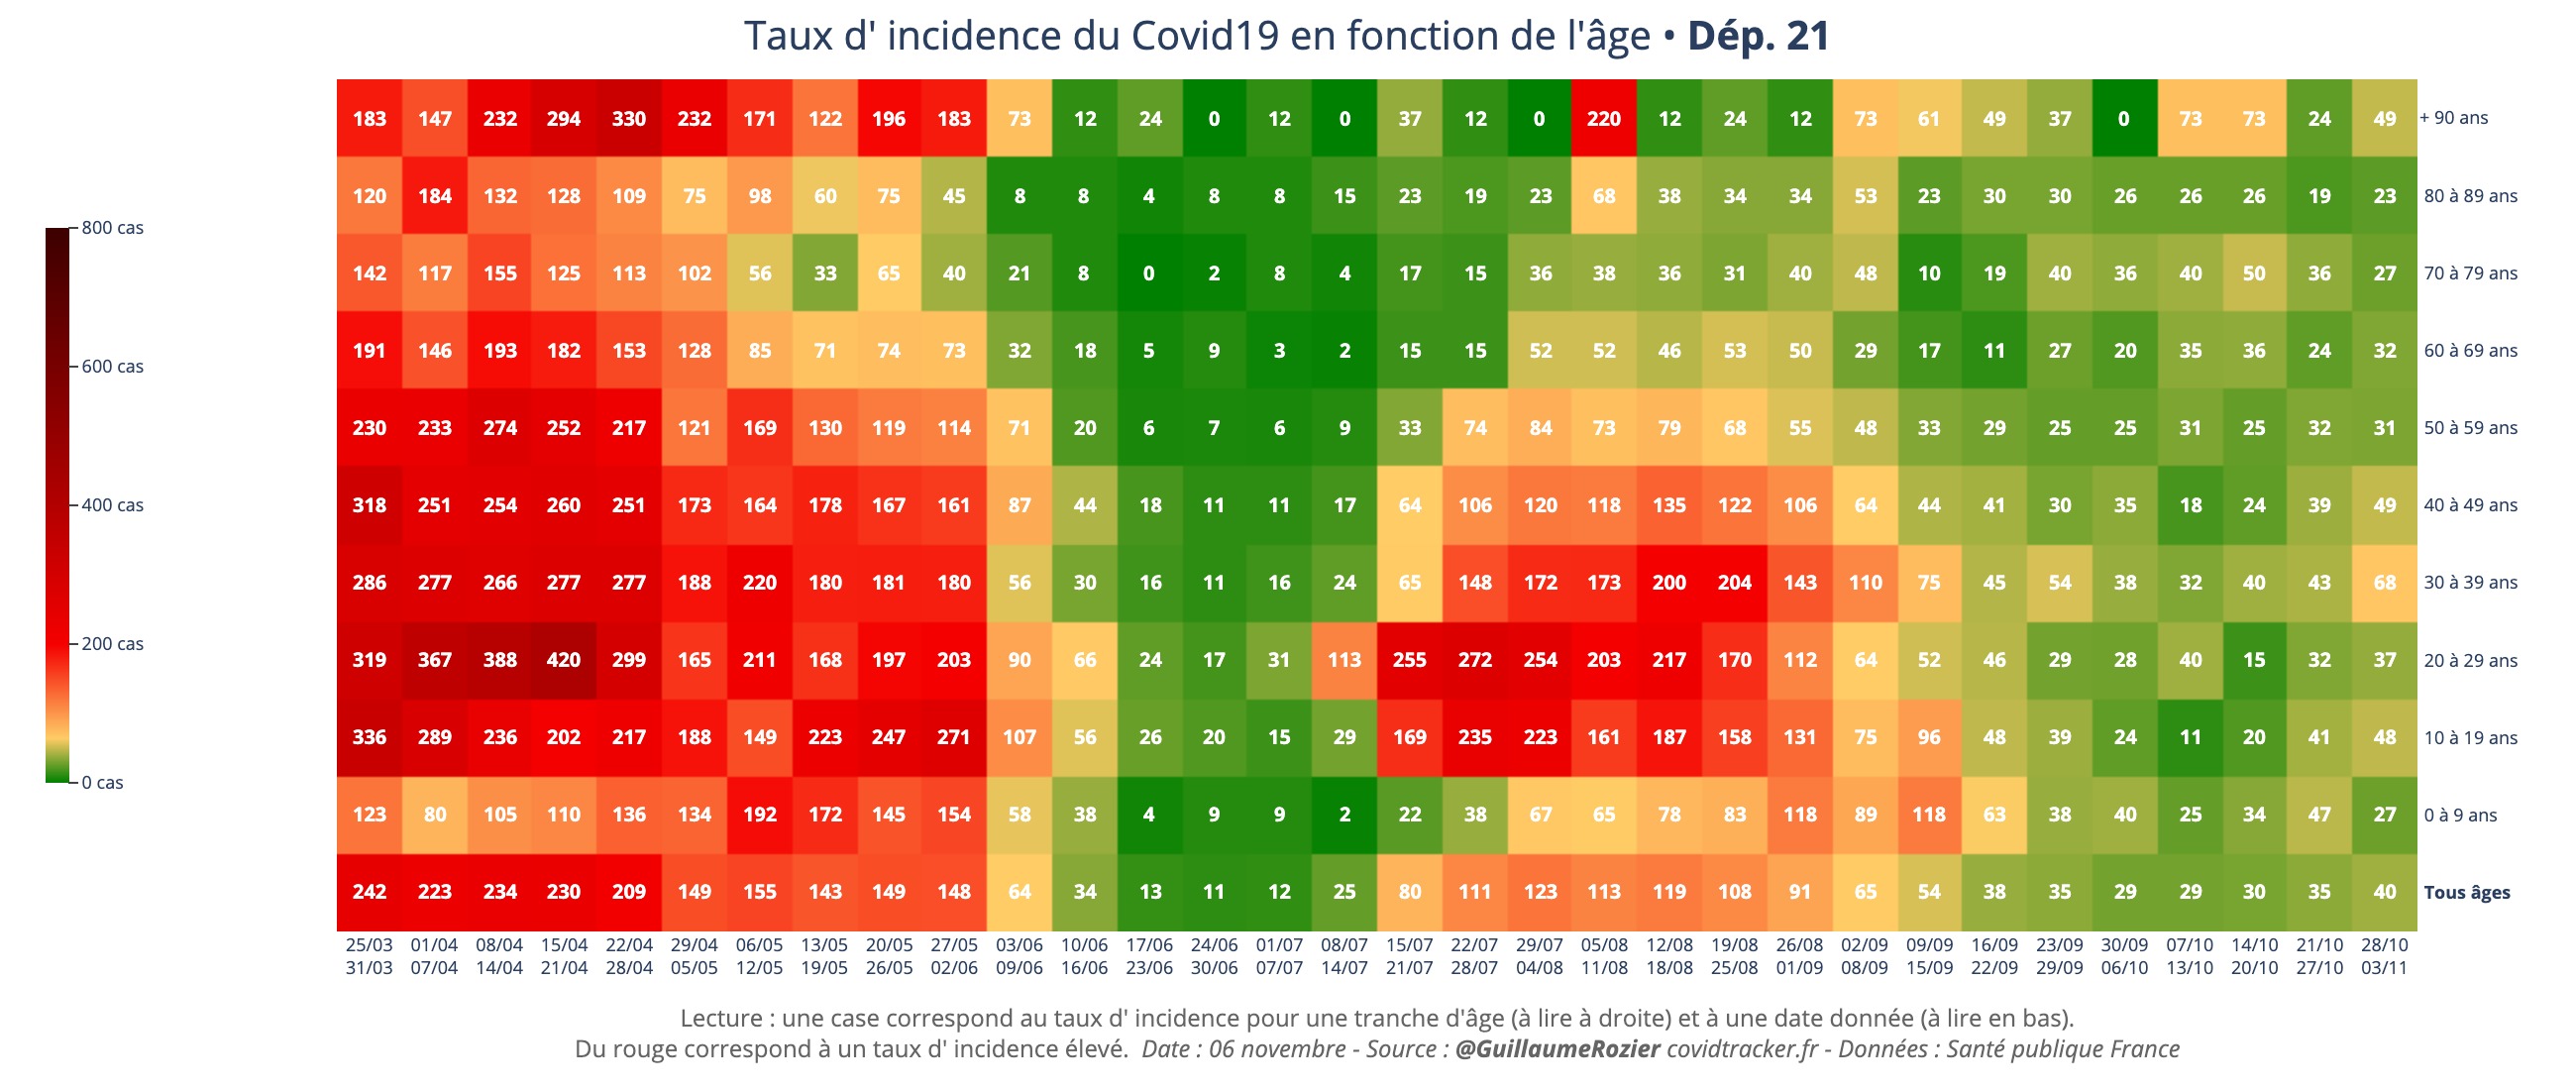 Taux d' incidence du Covid19 en fonction de l'âge • Dép. 21
183 147 232 294 330 232 171 122 196 183 73 12 24 0 12 0 37 12 0 220 12 24 12 73 61 49 37 0 73 73 24 49 + 90 ans
120 184 132 128 109 75 98 60 75 45 8 8 4 8 8 15 23 19 23 68 38 34 34 53 23 30 30 26 26 26 19 23 80 à 89 ans
800 cas
142 117 155 125 113 102 56 33 65 40 21 8 0 2 8 4 17 15 36 38 36 31 40 48 10 19 40 36 40 50 36 27 70 à 79 ans
191 146 193 182 153 128 85 71 74 73 32 18 5 9 3 2 15 15 52 52 46 53 50 29 17 11 27 20 35 36 24 32 60 à 69 ans
600 cas
230 233 274 252 217 121 169 130 119 114 71 20 6 7 6 9 33 74 84 73 79 68 55 48 33 29 25 25 31 25 32 31 50 à 59 ans
400 cas
318 251 254 260 251 173 164 178 167 161 87 44 18 11 11 17 64 106 120 118 135 122 106 64 44 41 30 35 18 24 39 49 40 à 49 ans
286 277 266 277 277 188 220 180 181 180 56 30 16 11 16 24 65 148 172 173 200 204 143 110 75 45 54 38 32 40 43 68 30 à 39 ans
200 cas
319 367 388 420 299 165 211 168 197 203 90 66 24 17 31 113 255 272 254 203 217 170 112 64 52 46 29 28 40 15 32 37 20 à 29 ans
336 289 236 202 217 188 149 223 247 271 107 56 26 20 15 29 169 235 223 161 187 158 131 75 96 48 39 24 11 20 41 48 10 à 19 ans
0 cas
123 80 105 110 136 134 192 172 145 154 58 38 4 9 9 2 22 38 67 65 78 83 118 89 118 63 38 40 25 34 47 27 0 à 9 ans
242 223 234 230 209 149 155 143 149 148 64 34 13 11 12 25 80 111 123 113 119 108 91 65 54 38 35 29 29 30 35 40 Tous âges
25/03 01/04 08/04 15/04 22/04 29/04 06/05 13/05 20/05 27/05 03/06 10/06 17/06 24/06 01/07 08/07 15/07 22/07 29/07 05/08 12/08 19/08 26/08 02/09 09/09 16/09 23/09 30/09 07/10 14/10 21/10 28/10
31/03 07/04 14/04 21/04 28/04 05/05 12/05 19/05 26/05 02/06 09/06 16/06 23/06 30/06 07/07 14/07 21/07 28/07 04/08 11/08 18/08 25/08 01/09 08/09 15/09 22/09 29/09 06/10 13/10 20/10 27/10 03/11
Lecture : une case correspond au taux d' incidence pour une tranche d'âge (à lire à droite) et à une date donnée (à lire en bas).
Du rouge correspond à un taux d' incidence élevé. Date : 06 novembre - Source : @GuillaumeRozier covidtracker.fr - Données : Santé publique France